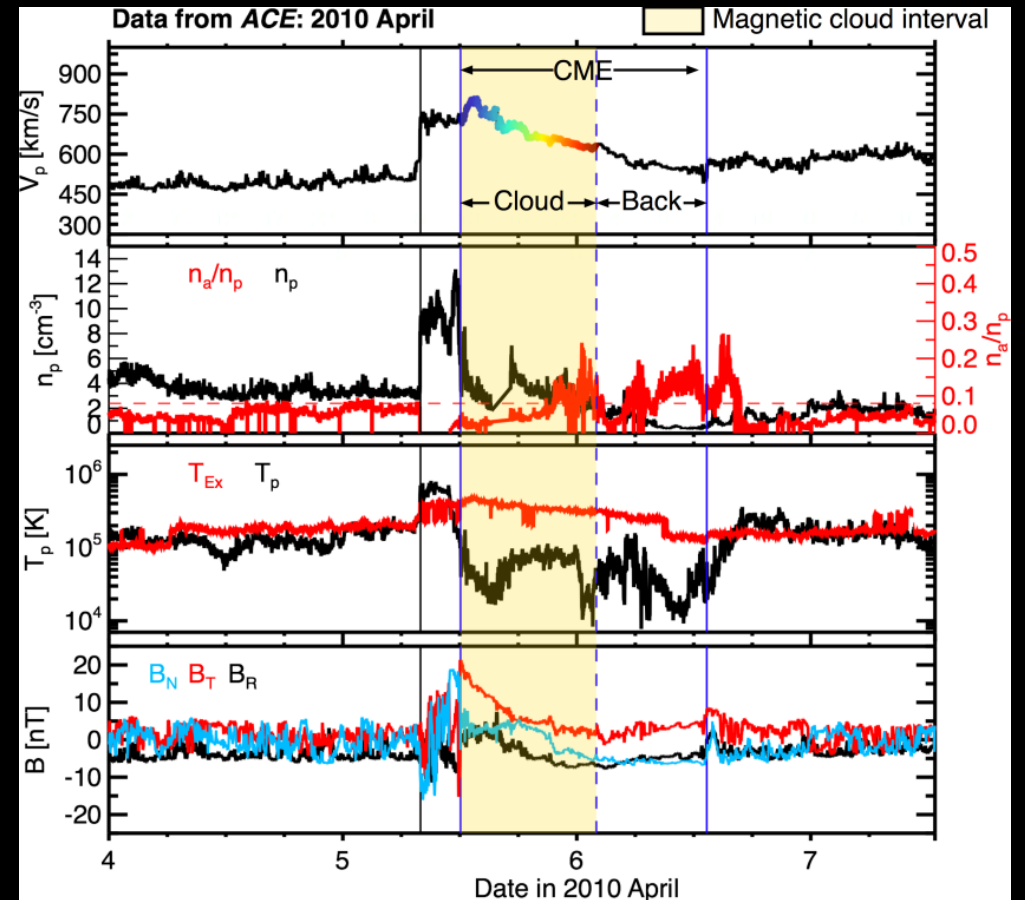 Data from ACE: 2010 April
Magnetic cloud interval
Vp [km/s]
900
750
600
450
300
CME
Cloud
Back
np [cm-3]
14
12
10
8
6
4
2
0
na/np np
0.5
0.4
0.3
0.2
0.1
0.0
na/np
Tp [K]
10^6
10^5
10^4
TEx Tp
B [nT]
20
10
0
-10
-20
BN BT BR
4 5 6 7
Date in 2010 April